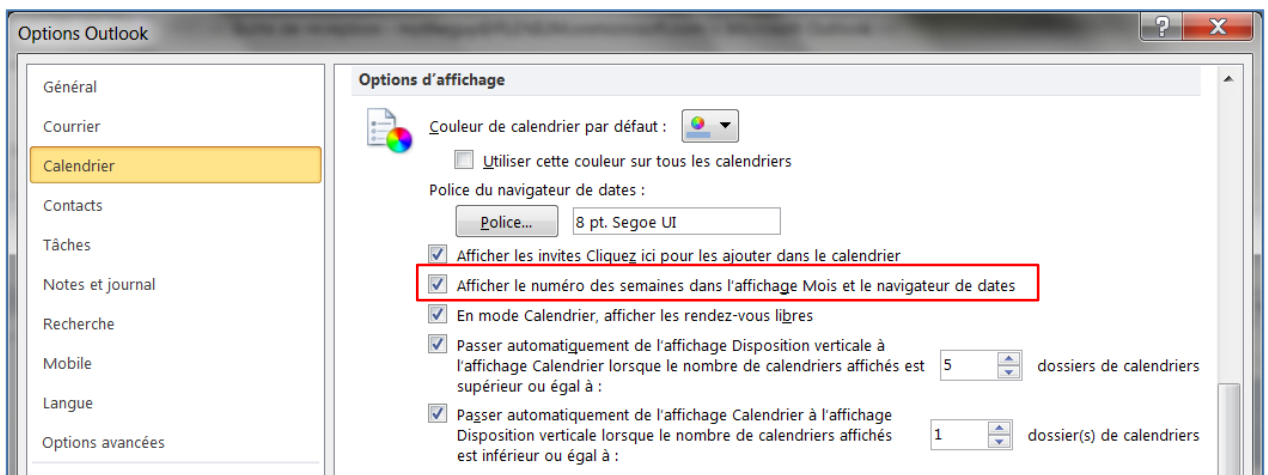 Options Outlook
Général
Courrier
Calendrier
Contacts
Tâches
Notes et journal
Recherche
Mobile
Langue
Options avancées
Options d'affichage
Couleur de calendrier par défaut :
Utiliser cette couleur sur tous les calendriers
Police du navigateur de dates :
Police... 8 pt. Segoe UI
Afficher les invites Cliquez ici pour les ajouter dans le calendrier
Afficher le numéro des semaines dans l'affichage Mois et le navigateur de dates
En mode Calendrier, afficher les rendez-vous libres
Passer automatiquement de l'affichage Disposition verticale à
l'affichage Calendrier lorsque le nombre de calendriers affichés est 5 dossiers de calendriers
supérieur ou égal à :
Passer automatiquement de l'affichage Calendrier à l'affichage
Disposition verticale lorsque le nombre de calendriers affichés 1 dossier(s) de calendriers
est inférieur ou égal à :